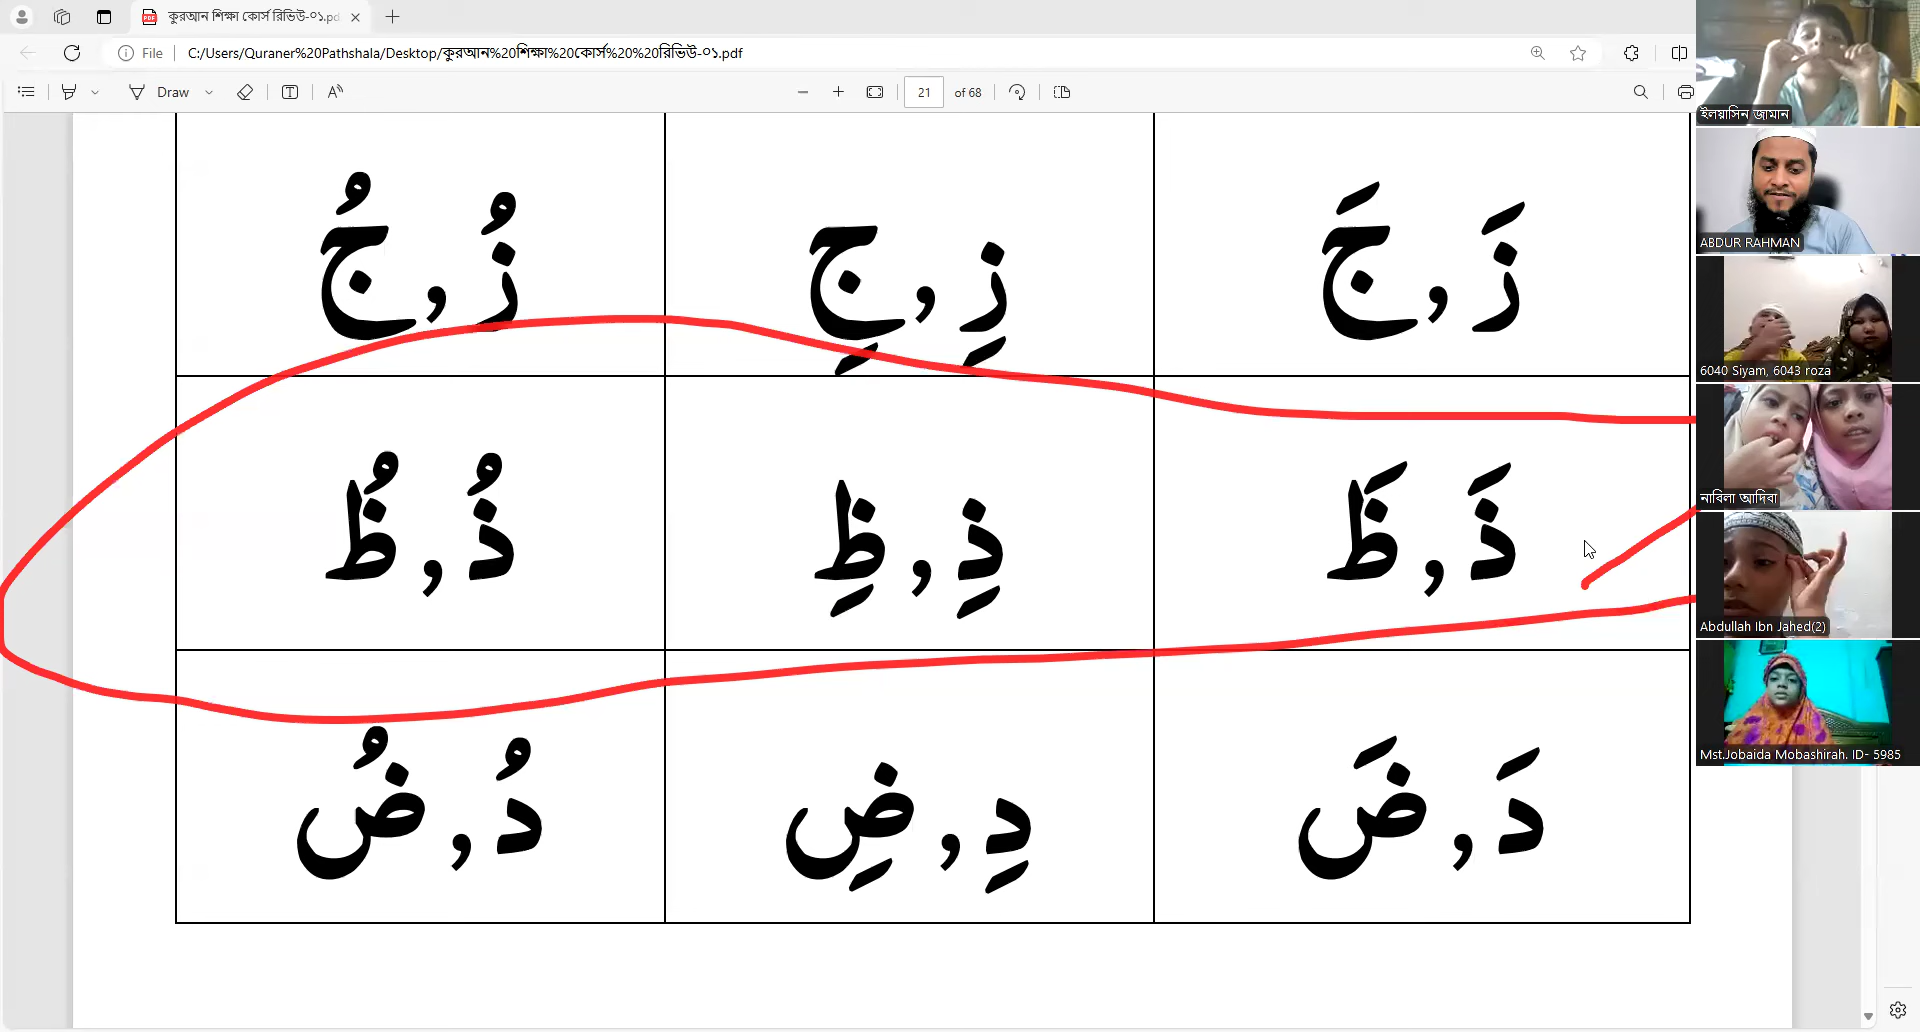 কুরআন শিক্ষা কোর্স রিভিউ-০১.pd
File
C:/Users/Quraner%20Pathshala/Desktop/কুরআন%20শিক্ষা%20কোর্স%20%20রিভিউ-০১.pdf
Draw
21 of 68
زَ , جَ
زِ , جِ
زُ , جُ
ذَ , ظَ
ذِ , ظِ
ذُ , ظُ
دَ , ضَ
دِ , ضِ
دُ , ضُ
ইলয়াসিন জামান
ABDUR RAHMAN
6040 Siyam, 6043 roza
নাবিলা আদিবা
Abdullah Ibn Jahed(2)
Mst.Jobaida Mobashirah. ID- 5985